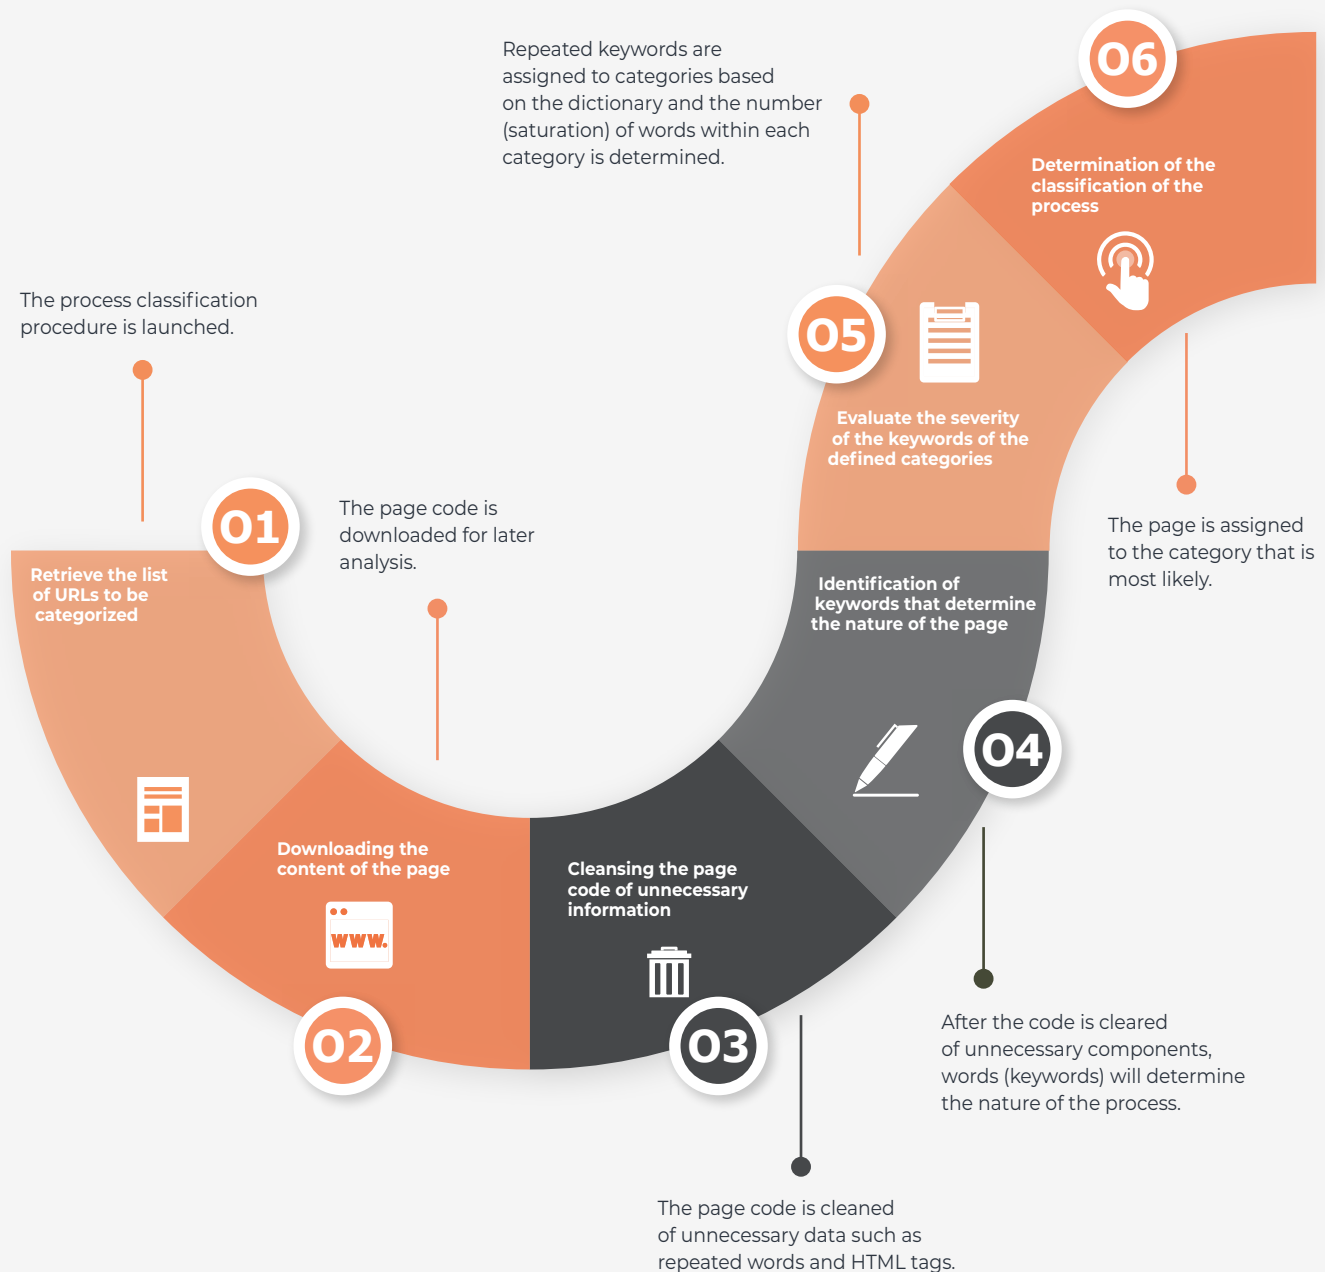 The process classification
procedure is launched.
01
Retrieve the list
of URLs to be
categorized
The page code is
downloaded for later
analysis.
Downloading the
content of the page
www.
02
Cleansing the page
code of unnecessary
information
03
The page code is cleaned
of unnecessary data such as
repeated words and HTML tags.
Identification of
keywords that determine
the nature of the page
04
After the code is cleared
of unnecessary components,
words (keywords) will determine
the nature of the process.
Repeated keywords are
assigned to categories based
on the dictionary and the number
(saturation) of words within each
category is determined.
05
Evaluate the severity
of the keywords of the
defined categories
06
Determination of the
classification of the
process
The page is assigned
to the category that is
most likely.